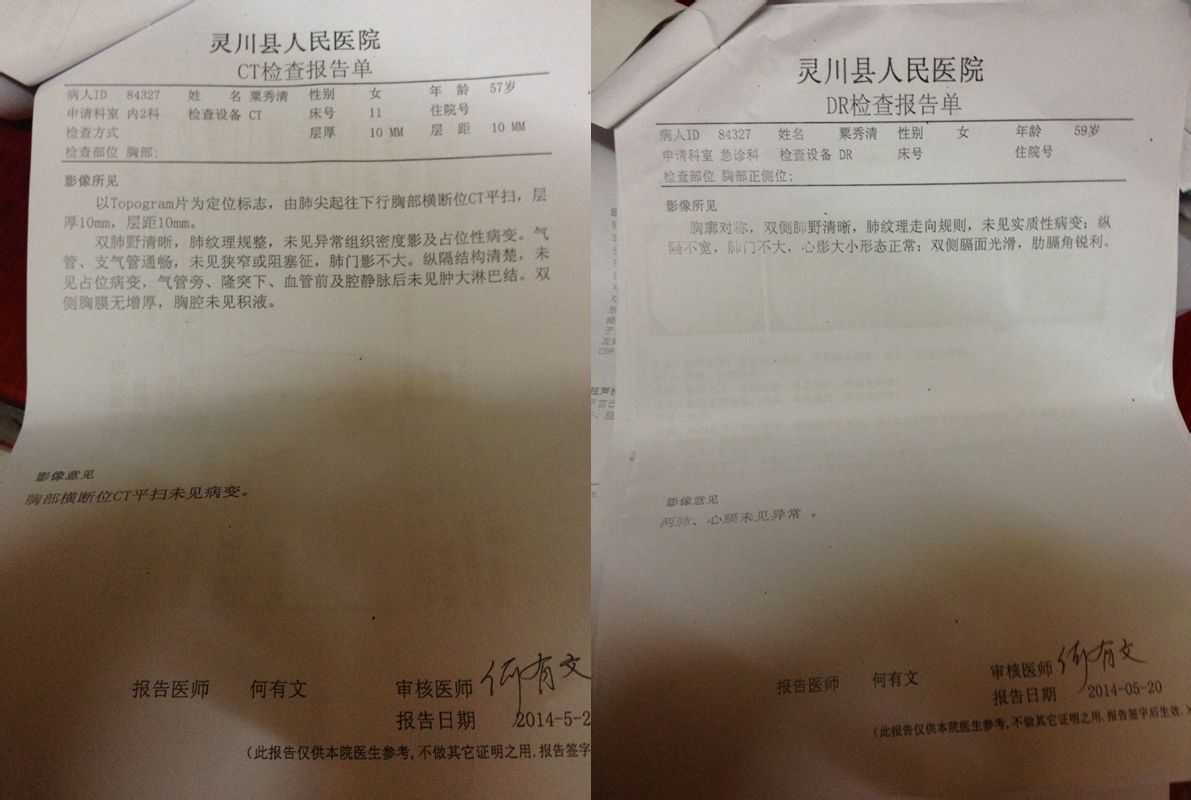 灵川县人民医院
CT检查报告单
病人ID 84327 姓 名 粟秀清 性别 女 年 龄 57岁
申请科室 内2科 检查设备 CT 床号 11 住院号
检查方式 层厚 10 MM 层 距 10 MM
检查部位 胸部;
影像所见
以Topogram片为定位标志，由肺尖起往下行胸部横断位CT平扫，层
厚10mm，层距10mm。
双肺野清晰，肺纹理规整，未见异常组织密度影及占位性病变。气
管、支气管通畅，未见狭窄或阻塞征，肺门影不大。纵隔结构清楚，未
见占位病变，气管旁、隆突下、血管前及腔静脉后未见肿大淋巴结。双
侧胸膜无增厚，胸腔未见积液。
影像意见
胸部横断位CT平扫未见病变。
报告医师 何有文 审核医师 何有文
报告日期 2014-5-2
(此报告仅供本院医生参考,不做其它证明之用.报告签字
灵川县人民医院
DR检查报告单
病人ID 84327 姓名 粟秀清 性别 女 年龄 59岁
申请科室 急诊科 检查设备 DR 床号 住院号
检查部位 胸部正侧位;
影像所见
胸廓对称，双侧肺野清晰，肺纹理走向规则，未见实质性病变；纵
隔不宽，肺门不大，心影大小形态正常；双侧膈面光滑，肋膈角锐利。
影像意见
两肺、心膈未见异常 。
报告医师 何有文 审核医师 何有文
报告日期 2014-05-20
(此报告仅供本院医生参考,不做其它证明之用.报告签字后生效.)